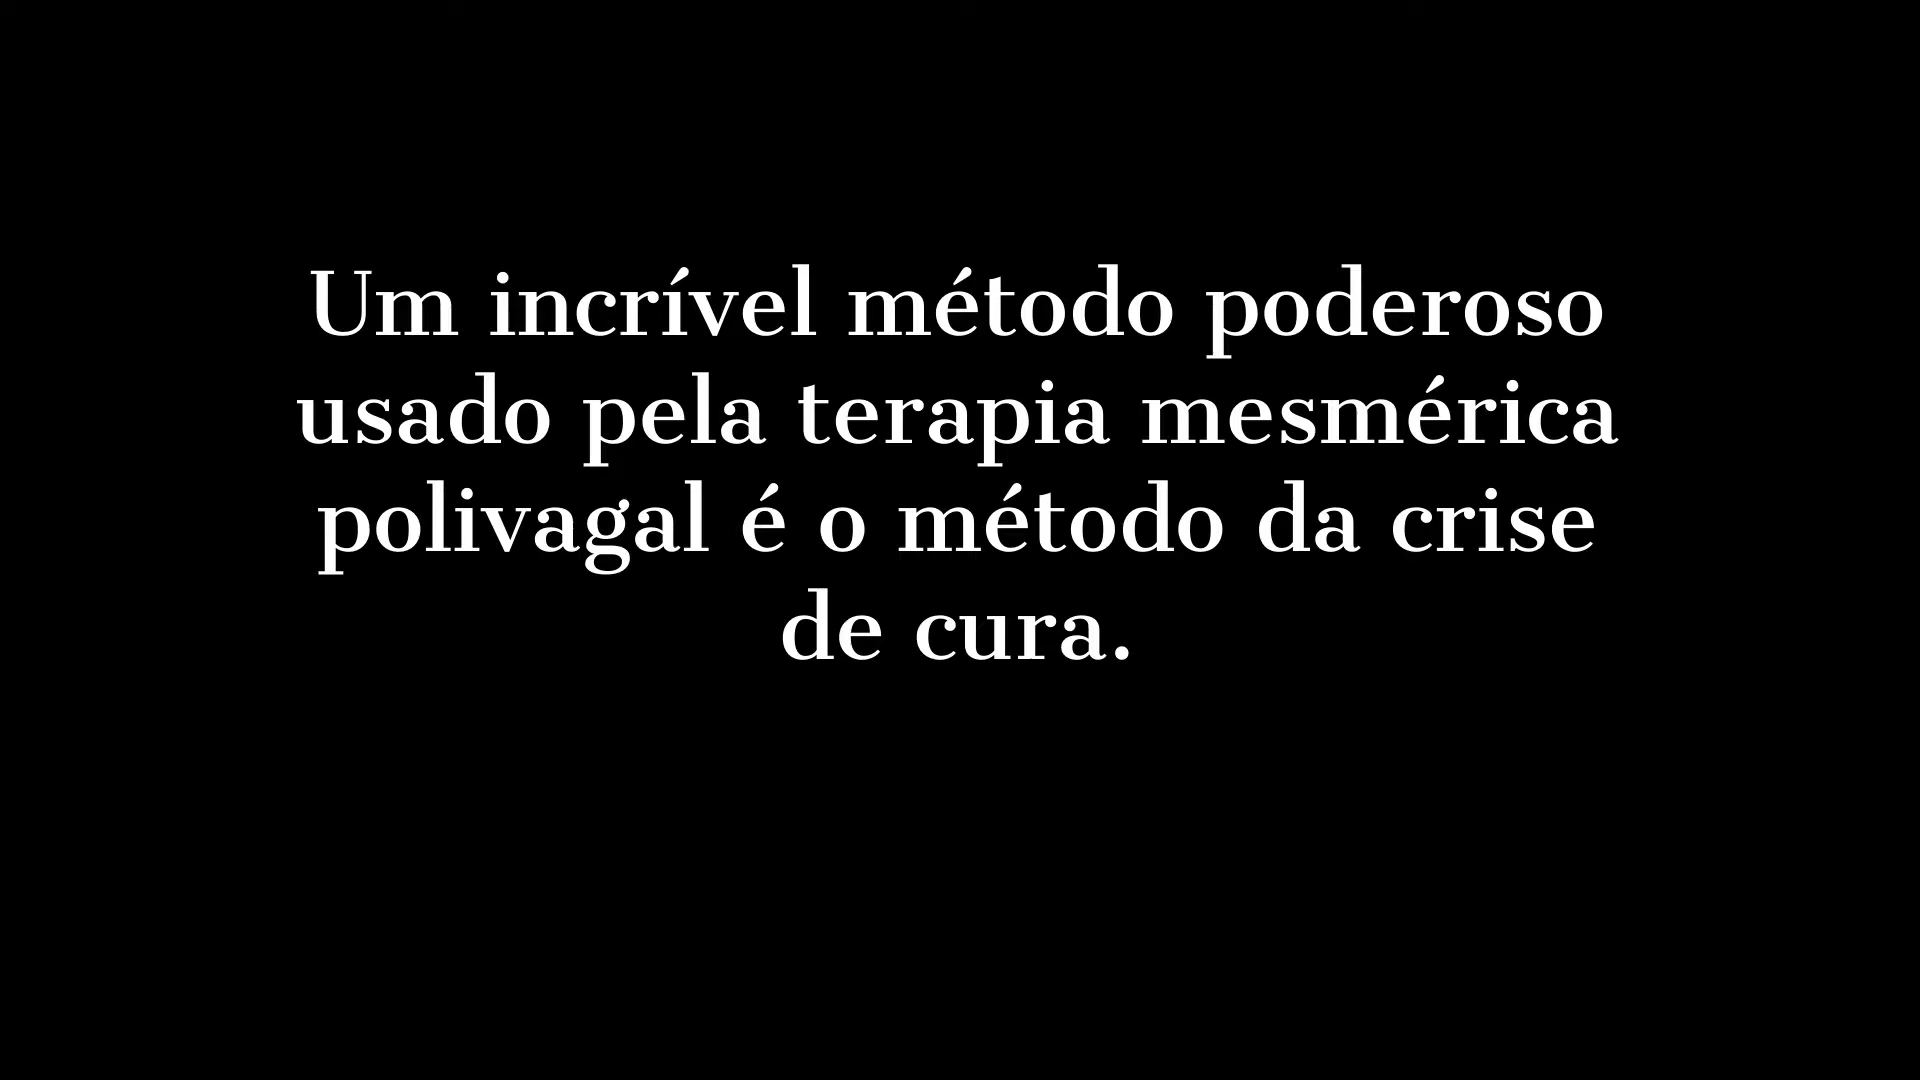 Um incrível método poderoso
usado pela terapia mesmérica
polivagal é o método da crise
de cura.